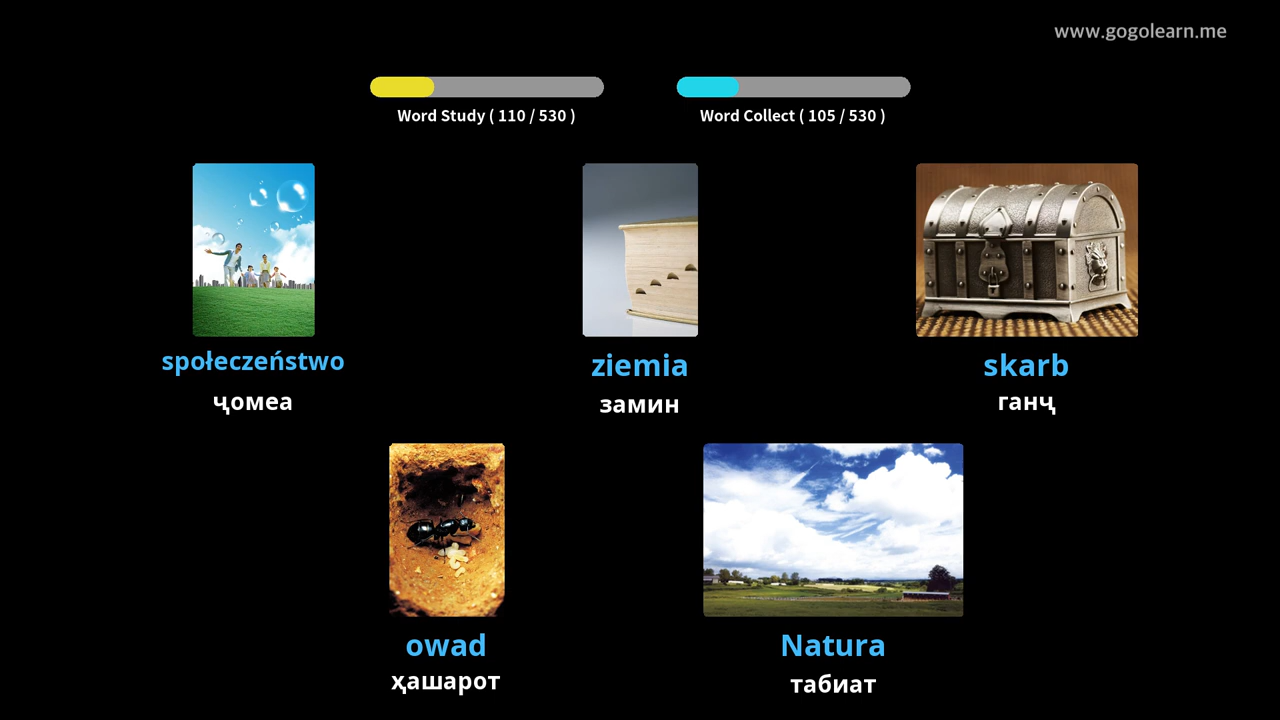 www.gogolearn.me
Word Study ( 110 / 530 )
Word Collect ( 105 / 530 )
społeczeństwo
ҷомеа
ziemia
замин
skarb
ганҷ
owad
ҳашарот
Natura
табиат